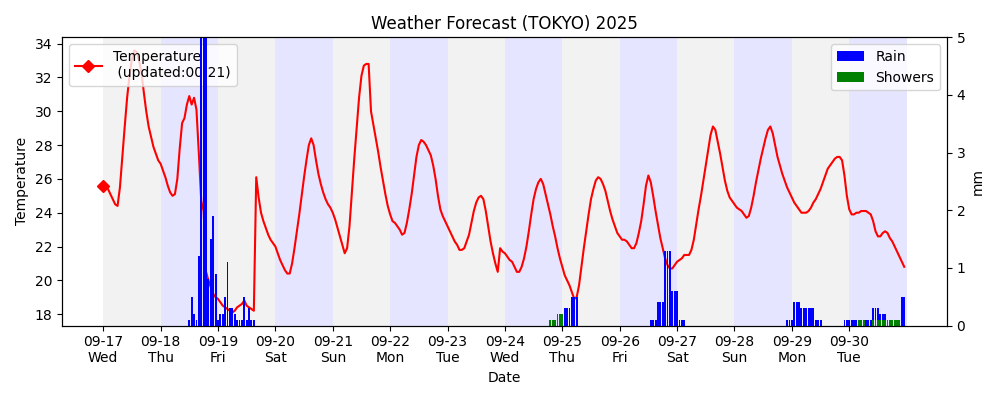 Weather Forecast (TOKYO) 2025
Temperature
(updated:00:21)
Rain
Showers
34
32
30
28
26
24
22
20
18
Temperature
5
4
3
2
1
0
mm
09-17 09-18 09-19 09-20 09-21 09-22 09-23 09-24 09-25 09-26 09-27 09-28 09-29 09-30
Wed Thu Fri Sat Sun Mon Tue Wed Thu Fri Sat Sun Mon Tue
Date